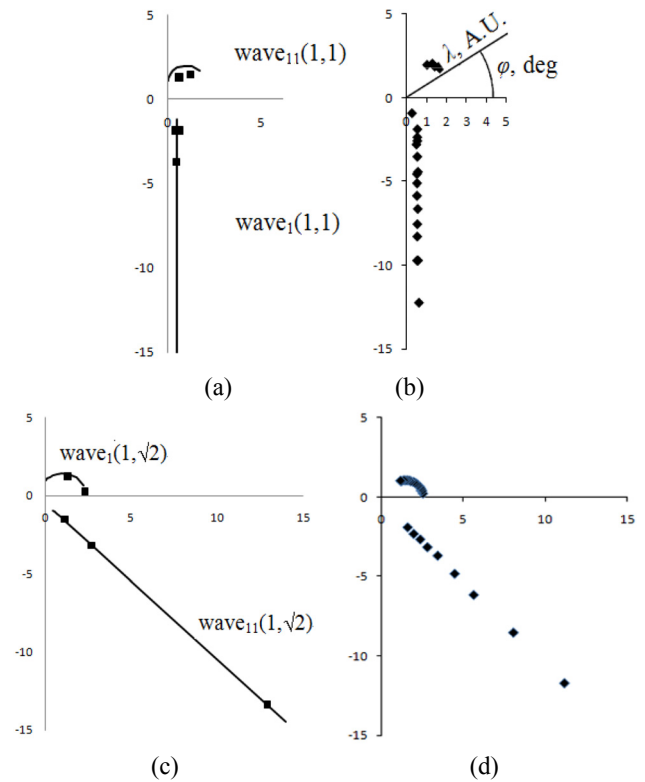 5
wave₁₁(1,1)
0
0 5
-5
wave₁(1,1)
-10
-15
(a)
5
λ, A.U.
φ, deg
0
0 1 2 3 4 5
-5
-10
-15
(b)
5
wave₁(1,√2)
0
0 5 10 15
-5
wave₁₁(1,√2)
-10
-15
(c)
5
0
0 5 10 15
-5
-10
-15
(d)